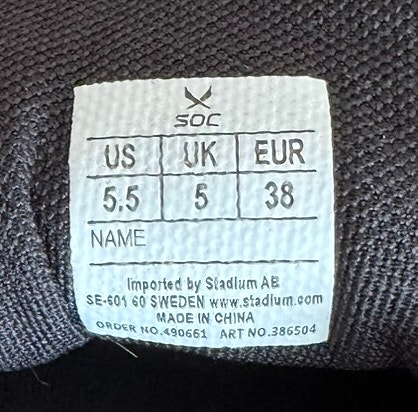 SOC
US UK EUR
5.5 5 38
NAME
Imported by Stadium AB
SE-601 60 SWEDEN www.stadium.com
MADE IN CHINA
ORDER NO.490661 ART NO.386504